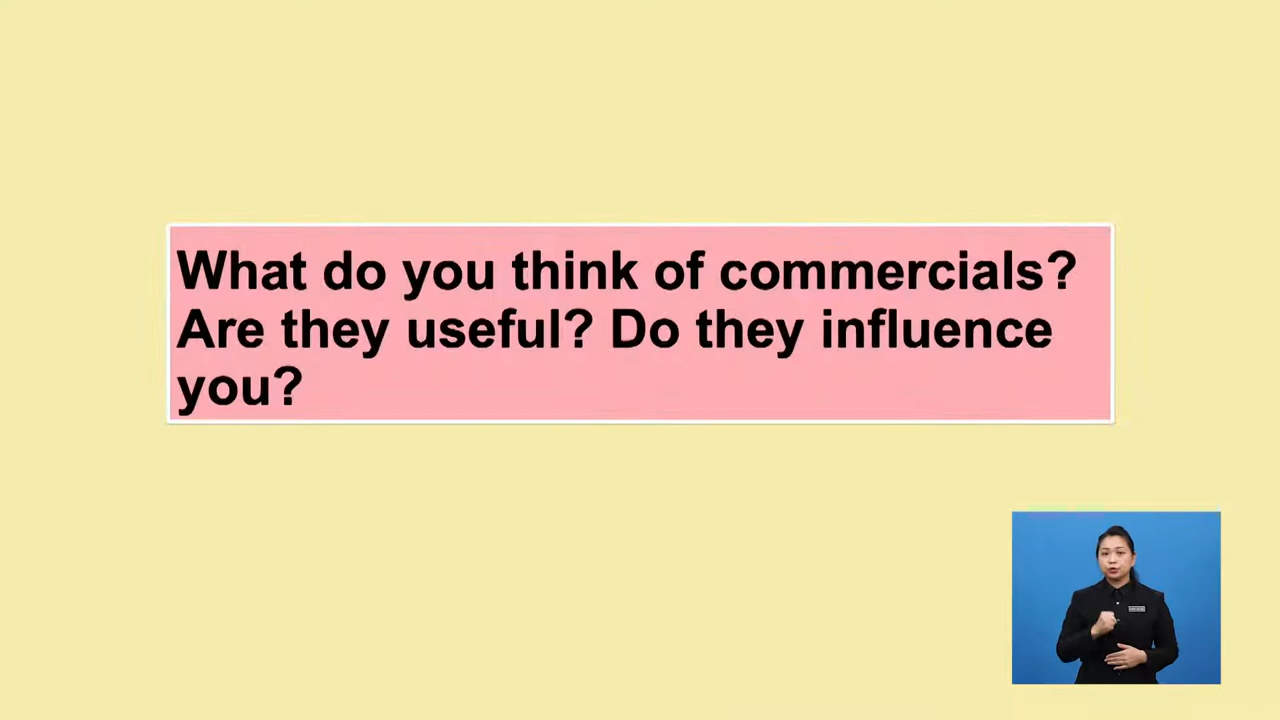 What do you think of commercials?
Are they useful? Do they influence
you?